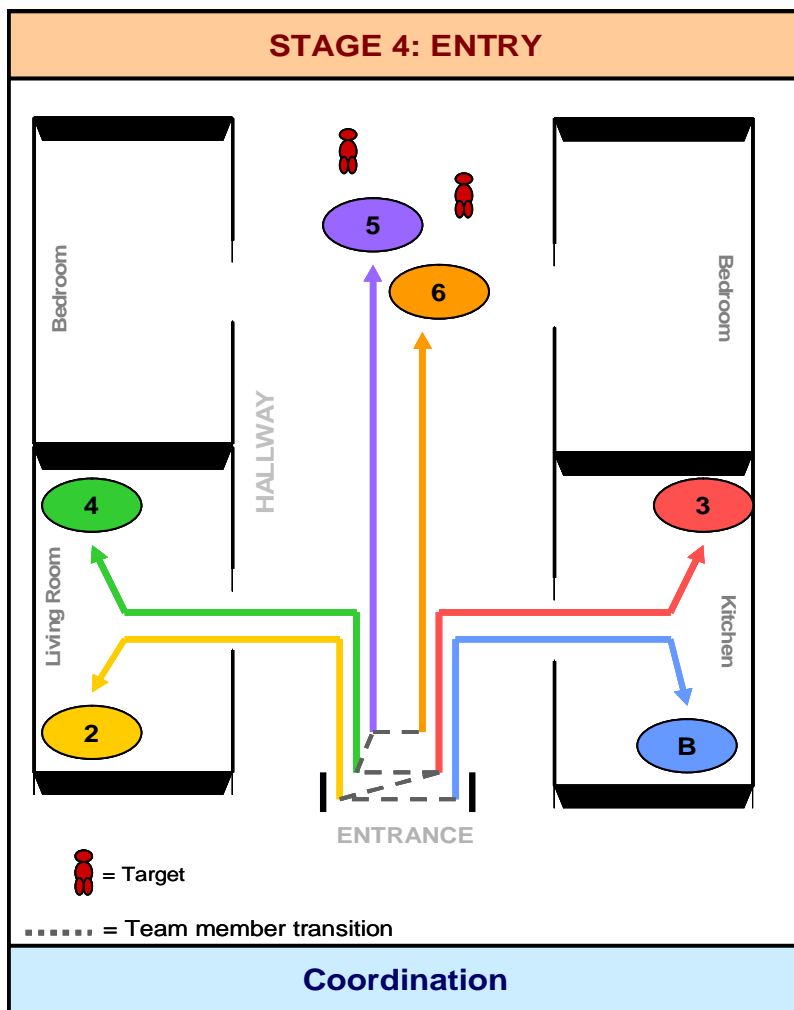 STAGE 4: ENTRY
5
6
Bedroom
Bedroom
HALLWAY
4
3
Living Room
Kitchen
2
B
ENTRANCE
= Target
= Team member transition
Coordination